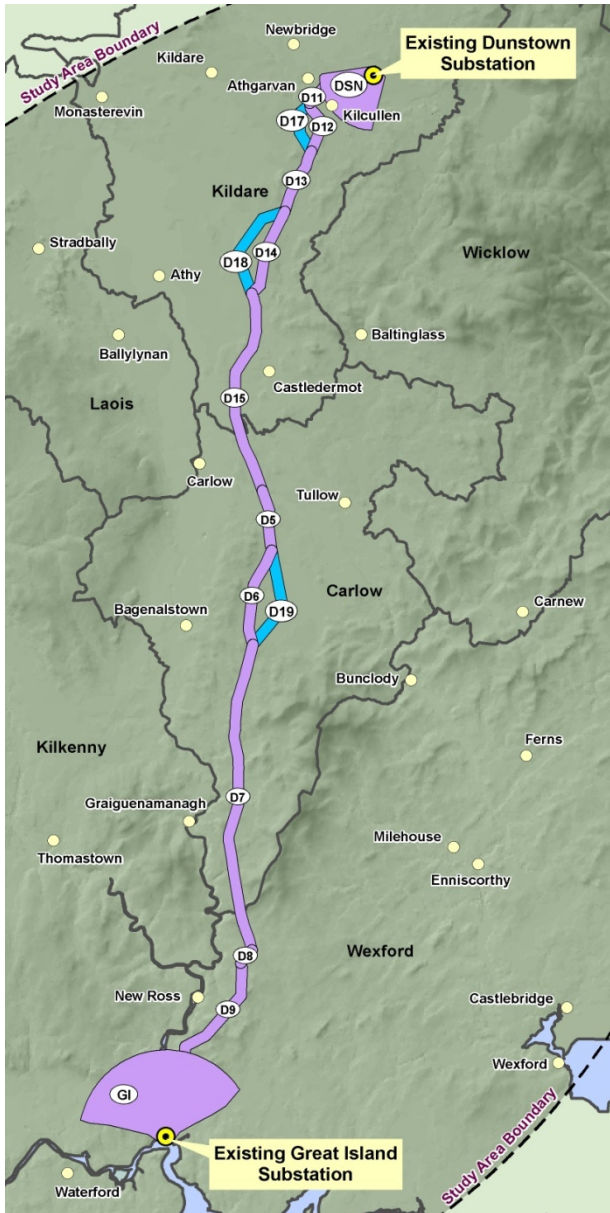 Study Area Boundary
Newbridge
Existing Dunstown
Substation
Kildare
Athgarvan
DSN
Monasterevin
D11
D17
Kilcullen
D12
Kildare
D13
Stradbally
D14
Wicklow
D18
Athy
Ballylynan
Baltinglass
Castledermot
D15
Laois
Carlow
Tullow
D5
D6
Carlow
D19
Bagenalstown
Carnew
Bunclody
Kilkenny
Ferns
D7
Graiguenamanagh
Thomastown
Milehouse
Enniscorthy
D8
Wexford
New Ross
D9
Castlebridge
Wexford
GI
Study Area Boundary
Existing Great Island
Substation
Waterford